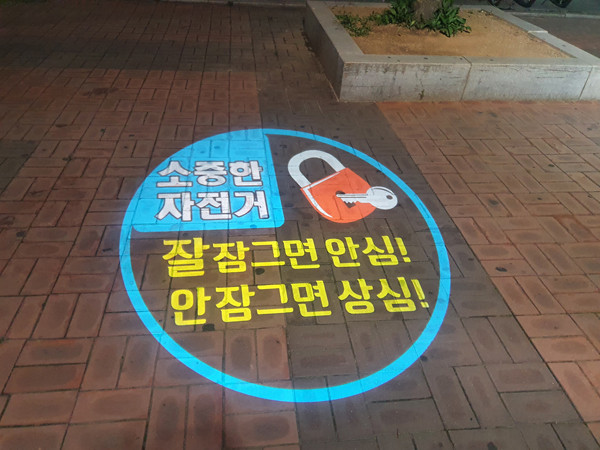 소중한
자전거
잘 잠그면 안심!
안 잠그면 상심!